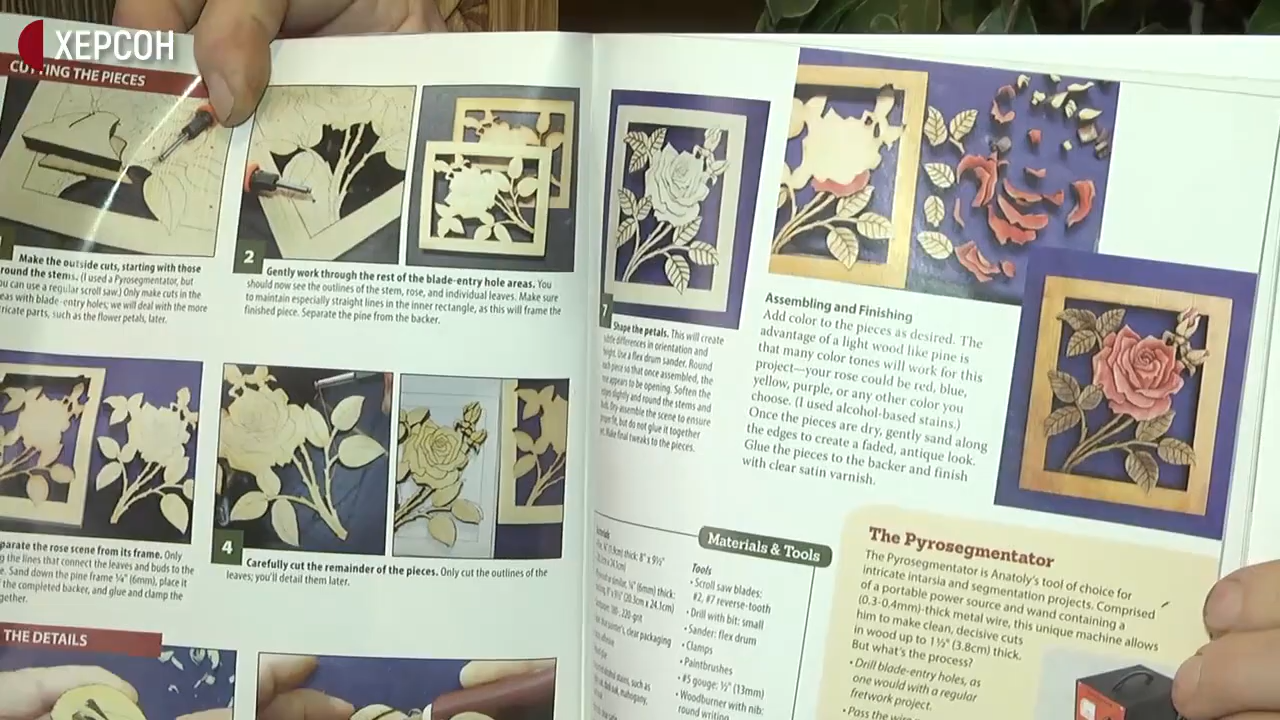 ХЕРСОН
CUTTING THE PIECES
Make the outside cuts, starting with those
round the stems. (I used a Pyrosegmentator, but
can use a regular scroll saw.) Only make cuts in the
with blade-entry holes; we will deal with the more
parts, such as the flower petals, later.
2
Gently work through the rest of the blade-entry hole areas. You
should now see the outlines of the stem, rose, and individual leaves. Make sure
to maintain especially straight lines in the inner rectangle, as this will frame the
finished piece. Separate the pine from the backer.
the rose scene from its frame. Only
the lines that connect the leaves and buds to the
Sand down the pine frame ¼" (6mm), place it
the completed backer, and glue and clamp the
4
Carefully cut the remainder of the pieces. Only cut the outlines of the
leaves; you'll detail them later.
THE DETAILS
7
Shape the petals. This will create
differences in orientation and
Use a flex drum sander. Round
piece so that once assembled, the
appears to be opening. Soften the
slightly and round the stems and
Dry assemble the scene to ensure
fit, but do not glue it together
Make final tweaks to the pieces.
Assembling and Finishing
Add color to the pieces as desired. The
advantage of a light wood like pine is
that many color tones will work for this
project—your rose could be red, blue,
yellow, purple, or any other color you
choose. (I used alcohol-based stains.)
Once the pieces are dry, gently sand along
the edges to create a faded, antique look.
Glue the pieces to the backer and finish
with clear satin varnish.
Materials & Tools
thick: 8" x 9½"
thick:
clear packaging
stains, such as
mahogany,
Tools
• Scroll saw blades:
#2, #7 reverse-tooth
• Drill with bit: small
• Sander: flex drum
• Clamps
• Paintbrushes
• #5 gouge: ½" (13mm)
• Woodburner with nib:
round writing
The Pyrosegmentator
The Pyrosegmentator is Anatoly's tool of choice for
intricate intarsia and segmentation projects. Comprised
of a portable power source and wand containing a
(0.3-0.4mm)-thick metal wire, this unique machine allows
him to make clean, decisive cuts
in wood up to 1½" (3.8cm) thick.
But what's the process?
• Drill blade-entry holes, as
one would with a regular
fretwork project.
• Pass the